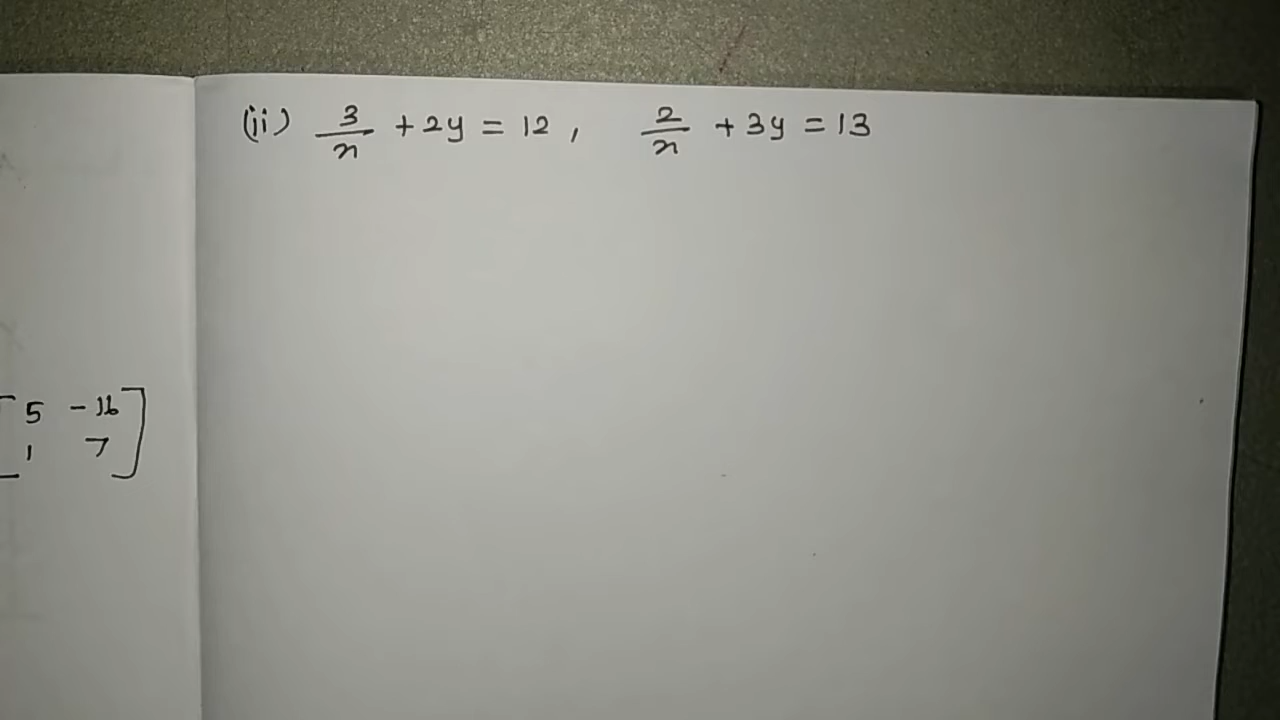 (ii) 3/x + 2y = 12, 2/x + 3y = 13
5 -16
1 7